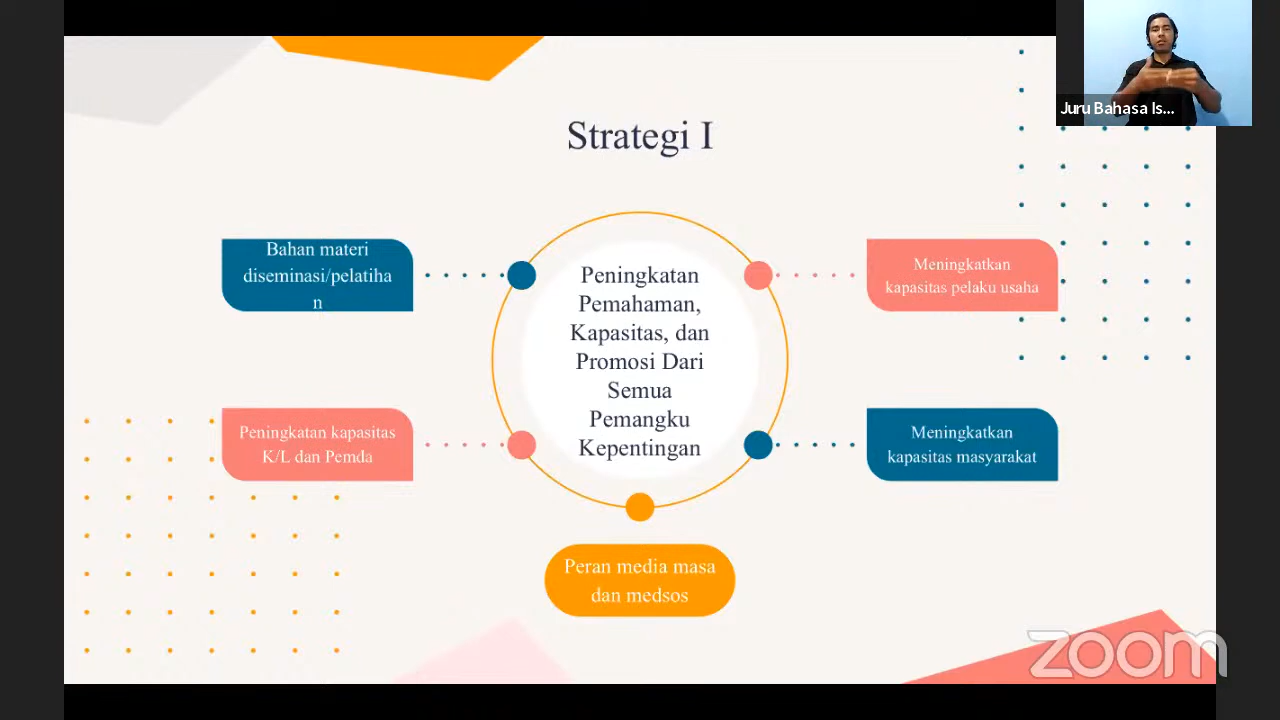 Juru Bahasa Is...
Strategi I
Bahan materi
diseminasi/pelatiha
n
Peningkatan kapasitas
K/L dan Pemda
Peningkatan
Pemahaman,
Kapasitas, dan
Promosi Dari
Semua
Pemangku
Kepentingan
Meningkatkan
kapasitas pelaku usaha
Meningkatkan
kapasitas masyarakat
Peran media masa
dan medsos
zoom